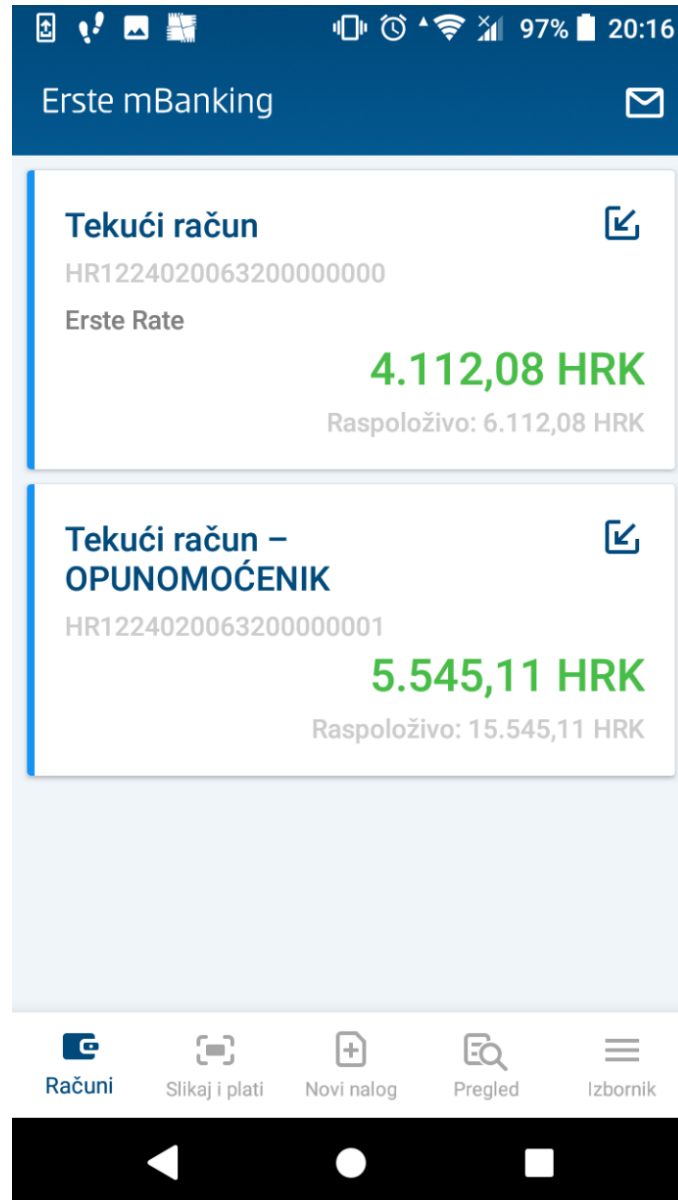 97% 20:16
Erste mBanking
Tekući račun
HR1224020063200000000
Erste Rate
4.112,08 HRK
Raspoloživo: 6.112,08 HRK
Tekući račun –
OPUNOMOĆENIK
HR1224020063200000001
5.545,11 HRK
Raspoloživo: 15.545,11 HRK
Računi Slikaj i plati Novi nalog Pregled Izbornik